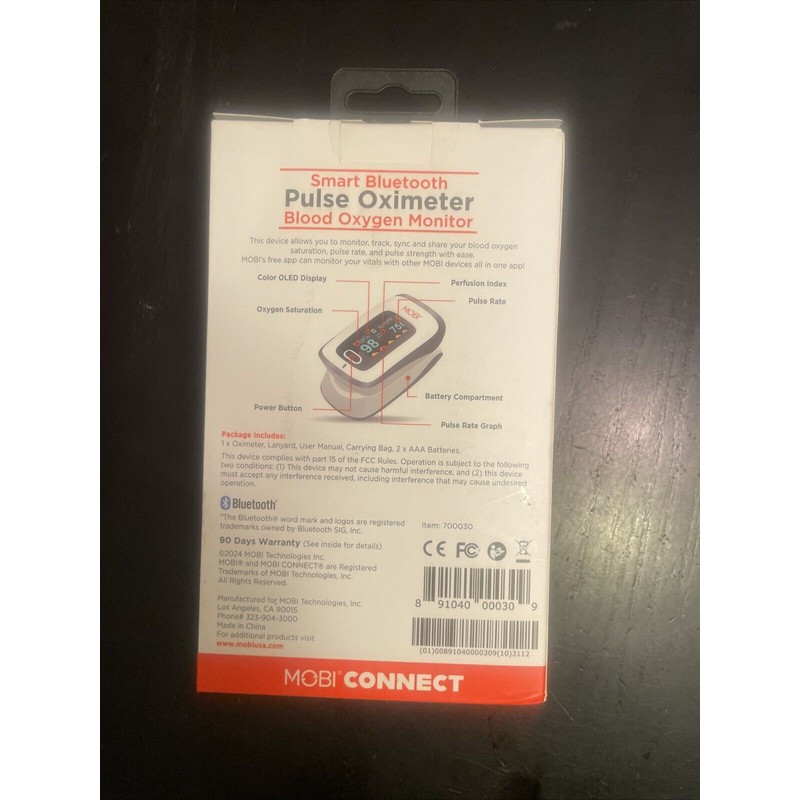 Smart Bluetooth
Pulse Oximeter
Blood Oxygen Monitor
This device allows you to monitor, track, sync and share your blood oxygen
saturation, pulse rate, and pulse strength with ease.
MOBI's free app can monitor your vitals with other MOBI devices all in one app!
Color OLED Display
Perfusion Index
Pulse Rate
Oxygen Saturation
MOBI
98
75
Battery Compartment
Power Button
Pulse Rate Graph
Package Includes:
1 x Oximeter, Lanyard, User Manual, Carrying Bag, 2 x AAA Batteries.
This device complies with part 15 of the FCC Rules. Operation is subject to the following
two conditions: (1) This device may not cause harmful interference, and (2) this device
must accept any interference received, including interference that may cause undesired
operation.
Bluetooth®
"The Bluetooth® word mark and logos are registered
trademarks owned by Bluetooth SIG, Inc.
Item: 700030
90 Days Warranty (See inside for details)
©2024 MOBI Technologies Inc.
MOBI® and MOBI CONNECT® are Registered
Trademarks of MOBI Technologies, Inc.
All Rights Reserved.
CE FC
Manufactured for MOBI Technologies, Inc.
Los Angeles, CA 90015
Phone# 323-904-3000
Made in China
For additional products visit
www.mobiusa.com
8 91040 00030 9
(01)00891040000309(10)3112
MOBI® CONNECT